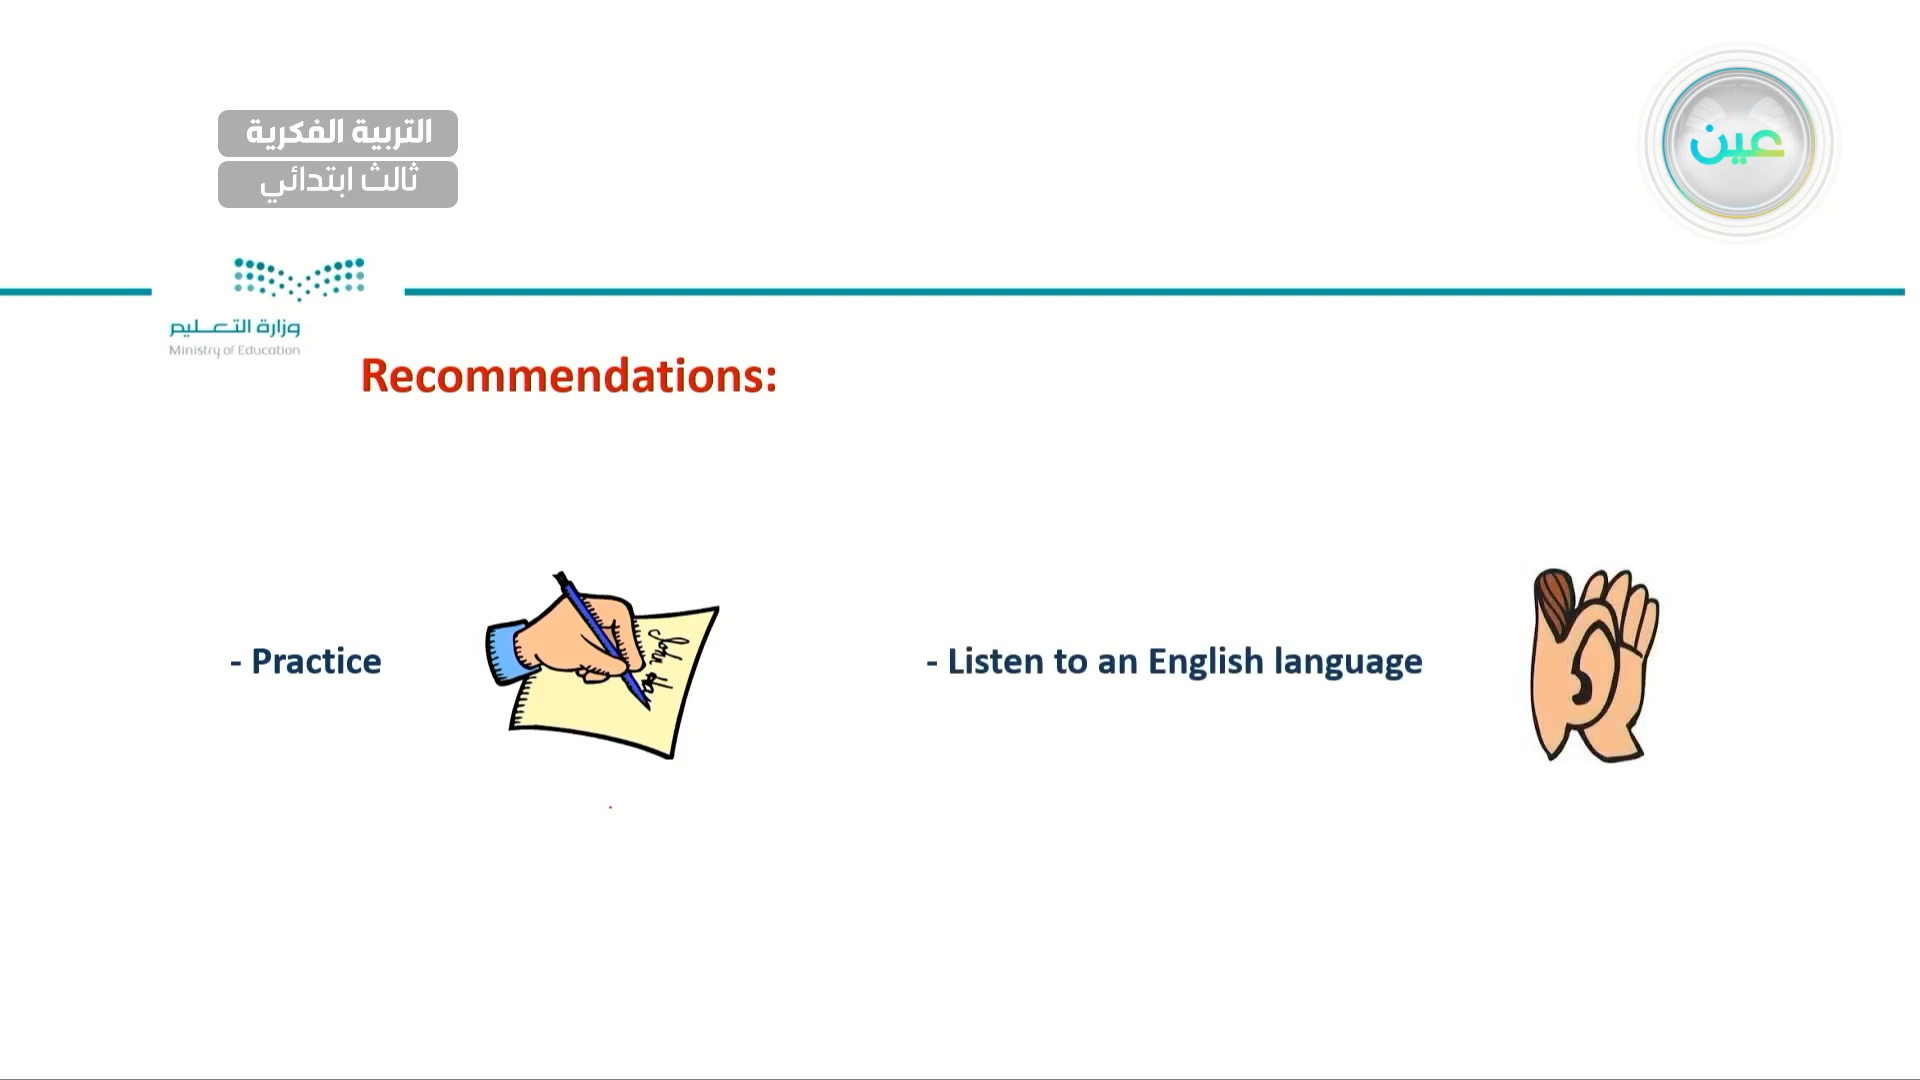 التربية الفكرية
ثالث ابتدائي
عين
وزارة التعليم
Ministry of Education
Recommendations:
- Practice
- Listen to an English language